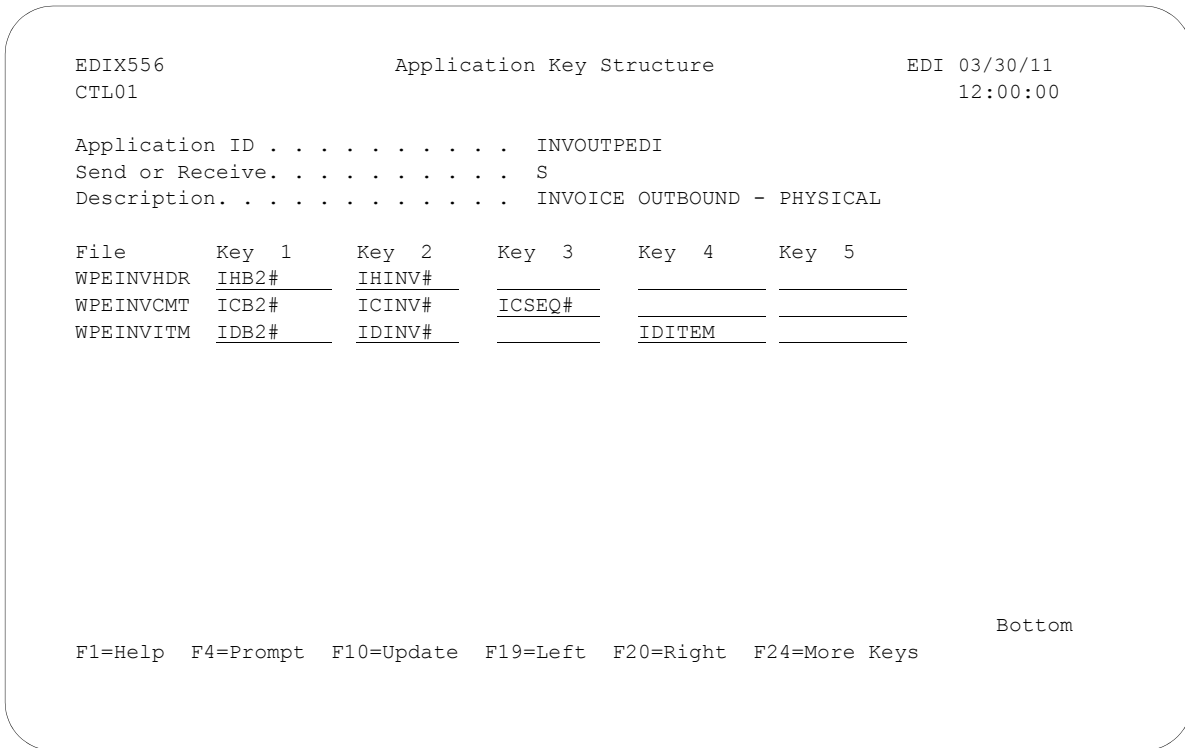 EDIX556 Application Key Structure EDI 03/30/11
CTL01 12:00:00
Application ID . . . . . . . . . . INVOUTPEDI
Send or Receive. . . . . . . . . . S
Description. . . . . . . . . . . . INVOICE OUTBOUND - PHYSICAL
File Key 1 Key 2 Key 3 Key 4 Key 5
WPEINVHDR IHB2# IHINV#
WPEINVCMT ICB2# ICINV# ICSEQ#
WPEINVITM IDB2# IDINV# IDITEM
Bottom
F1=Help F4=Prompt F10=Update F19=Left F20=Right F24=More Keys